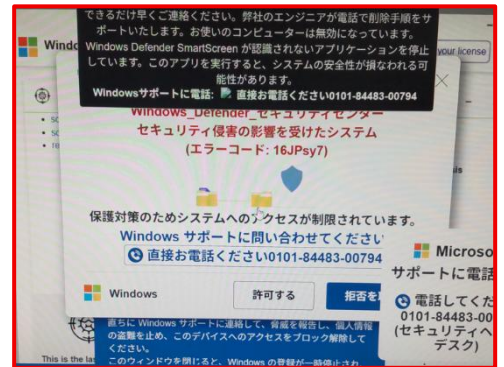 できるだけ早くご連絡ください。弊社のエンジニアが電話で削除手順をサ
ポートいたします。お使いのコンピューターは無効になっています。
Windows Defender SmartScreen が認識されないアプリケーションを停止
しています。このアプリを実行すると、システムの安全性が損なわれる可
能性があります。
Windowsサポートに電話: 直接お電話ください0101-84483-00794
Windo
your license
Windows_Defender_セキュリティセンター
セキュリティ侵害の影響を受けたシステム
(エラーコード: 16JPsy7)
保護対策のためシステムへのアクセスが制限されています。
Windows サポートに問い合わせてください
直接お電話ください0101-84483-00794
Windows
許可する
拒否を
Microso
サポートに電話
電話してくだ
0101-84483-00
(セキュリティヘ
デスク)
直ちに Windows サポートに連絡して、脅威を報告し、個人情報
の盗難を止め、このデバイスへのアクセスをブロック解除して
ください。
このウィンドウを閉じると、Windows の登録が一時停止され
This is the las